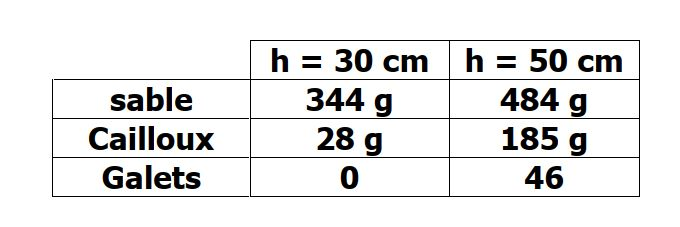 h = 30 cm h = 50 cm
sable 344 g 484 g
Cailloux 28 g 185 g
Galets 0 46